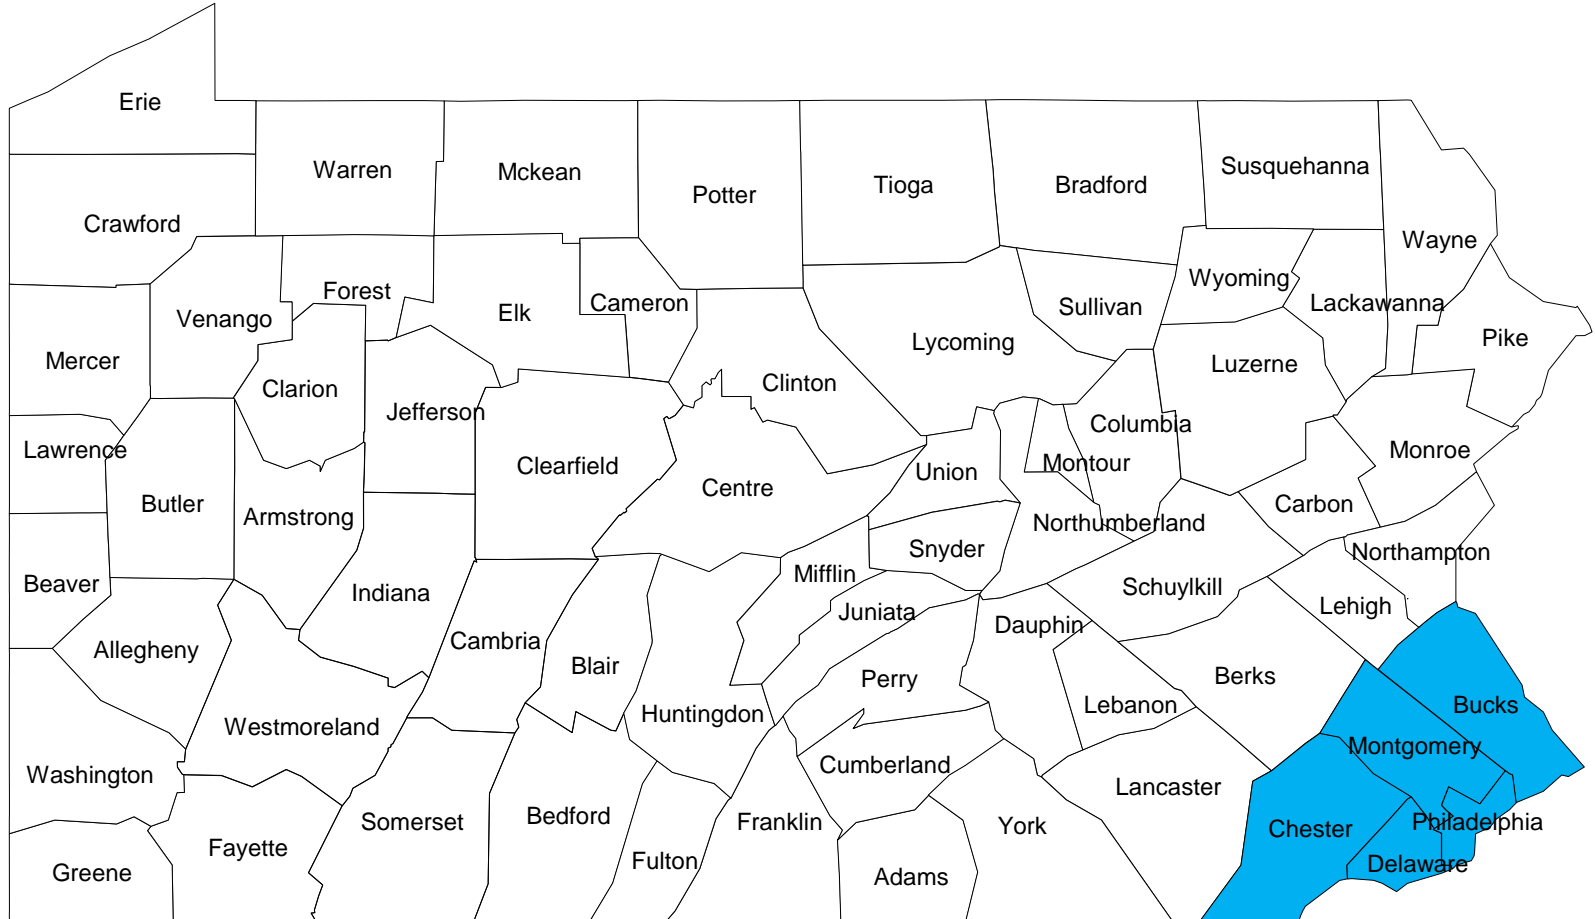 Erie
Warren
Mckean
Potter
Tioga
Bradford
Susquehanna
Crawford
Wayne
Wyoming
Forest
Cameron
Lackawanna
Venango
Elk
Sullivan
Pike
Lycoming
Mercer
Luzerne
Clarion
Clinton
Jefferson
Columbia
Lawrence
Monroe
Clearfield
Montour
Union
Centre
Butler
Carbon
Armstrong
Northumberland
Snyder
Northampton
Beaver
Mifflin
Schuylkill
Indiana
Lehigh
Juniata
Dauphin
Cambria
Allegheny
Blair
Berks
Perry
Lebanon
Bucks
Huntingdon
Westmoreland
Montgomery
Cumberland
Washington
Lancaster
Bedford
Somerset
Franklin
York
Philadelphia
Chester
Fayette
Fulton
Delaware
Greene
Adams